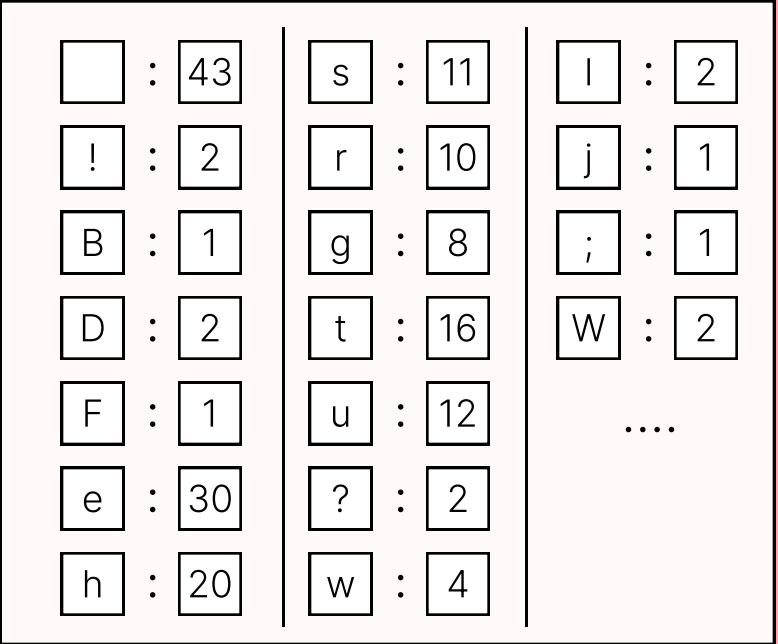 : 43
! : 2
B : 1
D : 2
F : 1
e : 30
h : 20
s : 11
r : 10
g : 8
t : 16
u : 12
? : 2
w : 4
l : 2
j : 1
; : 1
W : 2
....